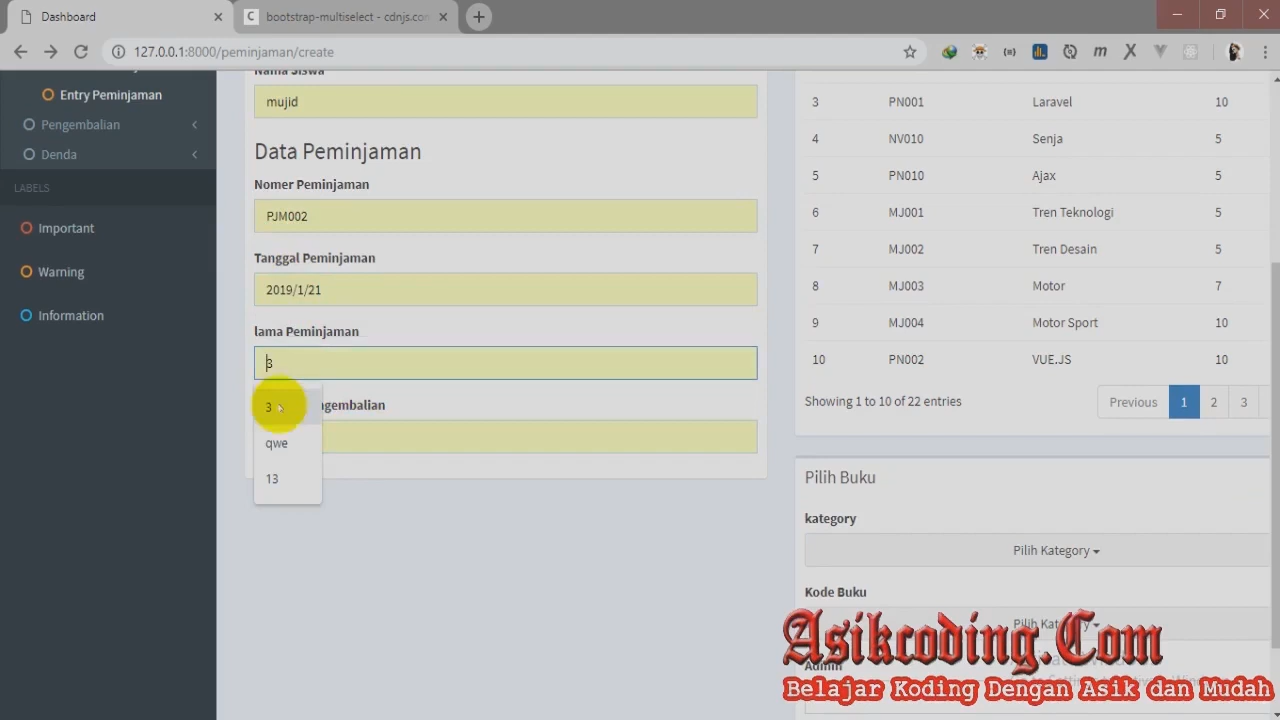 Dashboard
bootstrap-multiselect - cdnjs.com
127.0.0.1:8000/peminjaman/create
Entry Peminjaman
Pengembalian
Denda
LABELS
Important
Warning
Information
Nama Siswa
mujid
Data Peminjaman
Nomer Peminjaman
PJM002
Tanggal Peminjaman
2019/1/21
lama Peminjaman
3
3
qwe
13
ngembalian
3 PN001 Laravel 10
4 NV010 Senja 5
5 PN010 Ajax 5
6 MJ001 Tren Teknologi 5
7 MJ002 Tren Desain 5
8 MJ003 Motor 7
9 MJ004 Motor Sport 10
10 PN002 VUE.JS 10
Showing 1 to 10 of 22 entries
Previous 1 2 3
Pilih Buku
kategory
Pilih Kategory
Kode Buku
Pilih Kategory
Admin
Asikcoding.Com
Belajar Koding Dengan Asik dan Mudah